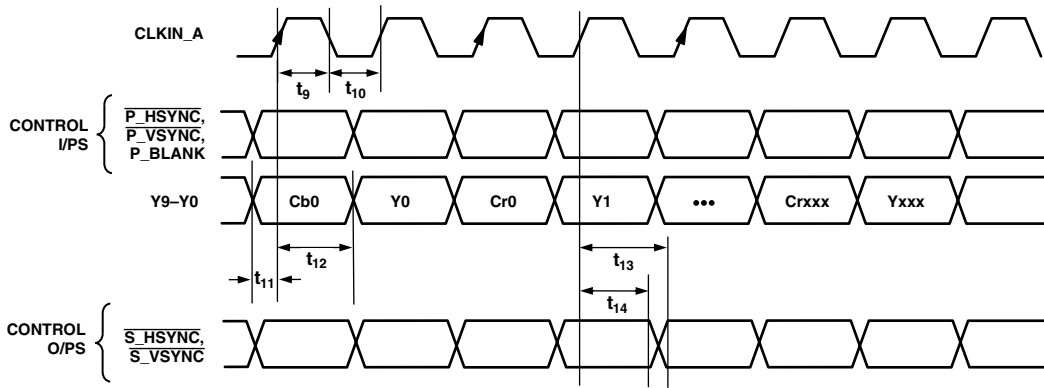 CLKIN_A
t9
t10
CONTROL
I/PS
P_HSYNC,
P_VSYNC,
P_BLANK
Y9–Y0
Cb0
Y0
Cr0
Y1
•••
Crxxx
Yxxx
t12
t11
t13
t14
CONTROL
O/PS
S_HSYNC,
S_VSYNC